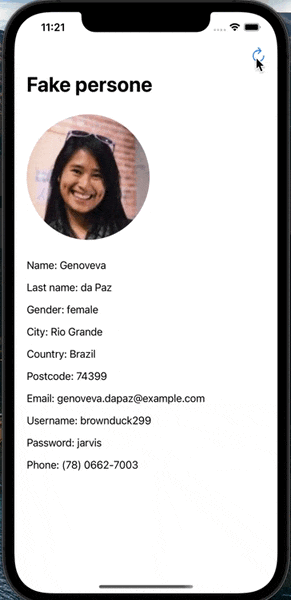 11:21
Fake persone
Name: Genoveva
Last name: da Paz
Gender: female
City: Rio Grande
Country: Brazil
Postcode: 74399
Email: genoveva.dapaz@example.com
Username: brownduck299
Password: jarvis
Phone: (78) 0662-7003